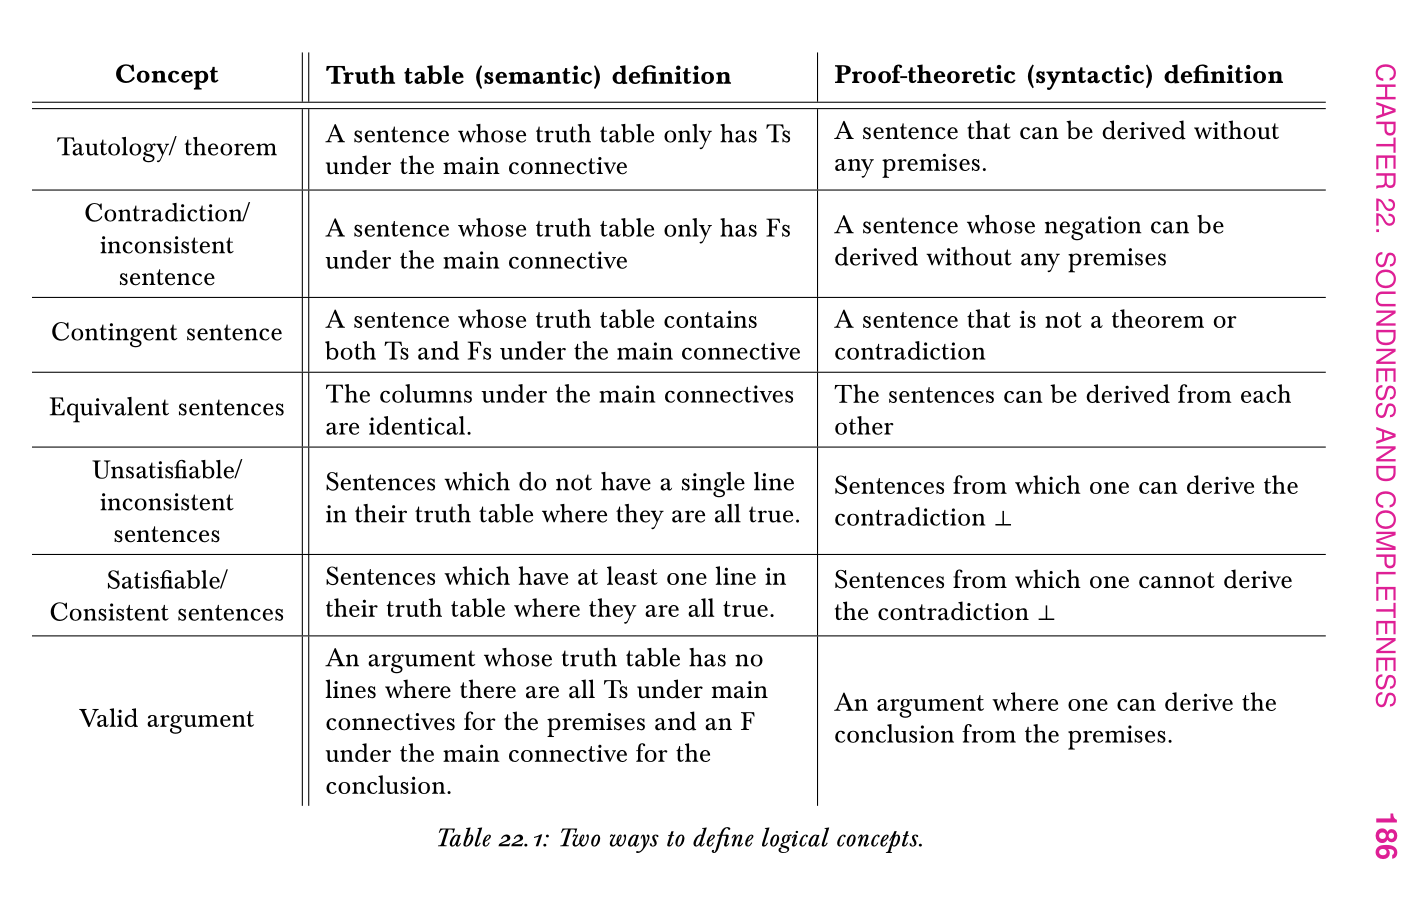 Concept
Truth table (semantic) definition
Proof-theoretic (syntactic) definition
Tautology/ theorem
A sentence whose truth table only has Ts
under the main connective
A sentence that can be derived without
any premises.
Contradiction/
inconsistent
sentence
A sentence whose truth table only has Fs
under the main connective
A sentence whose negation can be
derived without any premises
Contingent sentence
A sentence whose truth table contains
both Ts and Fs under the main connective
A sentence that is not a theorem or
contradiction
Equivalent sentences
The columns under the main connectives
are identical.
The sentences can be derived from each
other
Unsatisfiable/
inconsistent
sentences
Sentences which do not have a single line
in their truth table where they are all true.
Sentences from which one can derive the
contradiction ⊥
Satisfiable/
Consistent sentences
Sentences which have at least one line in
their truth table where they are all true.
Sentences from which one cannot derive
the contradiction ⊥
Valid argument
An argument whose truth table has no
lines where there are all Ts under main
connectives for the premises and an F
under the main connective for the
conclusion.
An argument where one can derive the
conclusion from the premises.
Table 22.1: Two ways to define logical concepts.
CHAPTER 22. SOUNDNESS AND COMPLETENESS
186